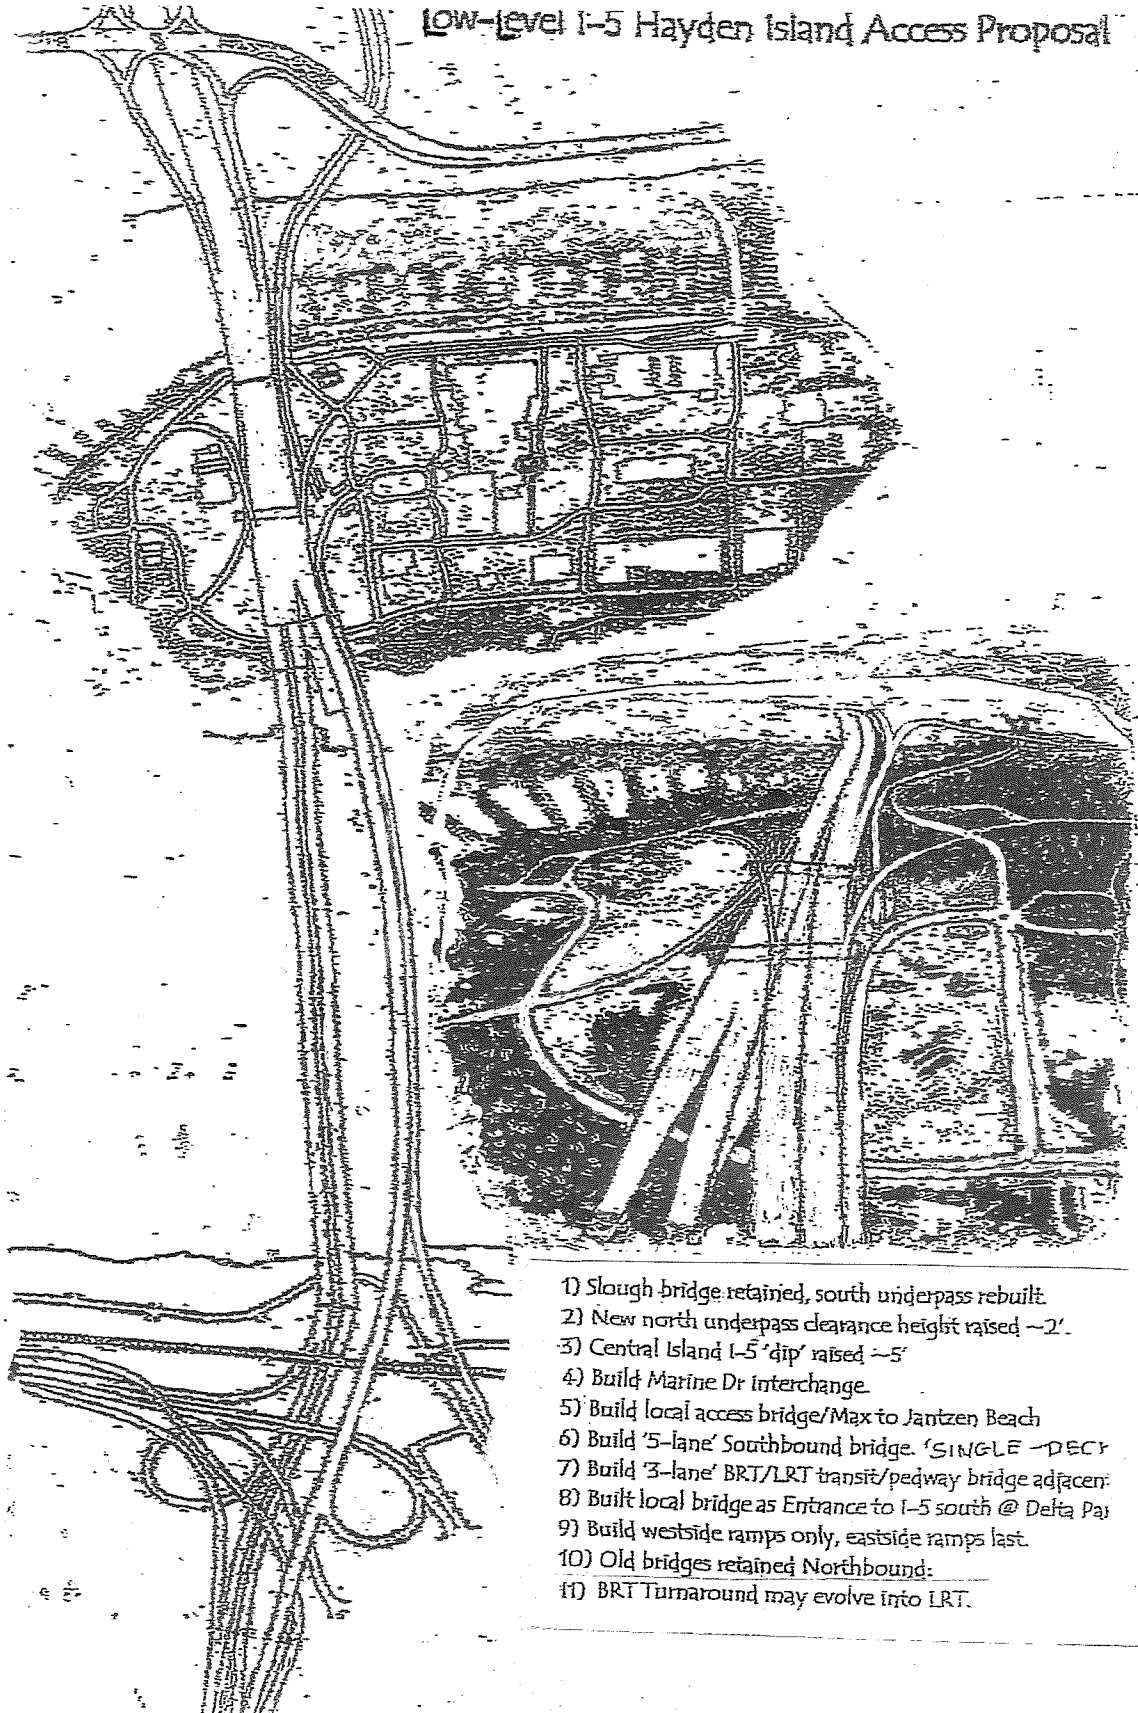 Low-Level I-5 Hayden Island Access Proposal
1) Slough bridge retained, south underpass rebuilt.
2) New north underpass clearance height raised ~2'.
3) Central Island I-5 'dip' raised ~5'
4) Build Marine Dr interchange.
5) Build local access bridge/Max to Jantzen Beach
6) Build '5-lane' Southbound bridge. 'SINGLE-DECK
7) Build '3-lane' BRT/LRT transit/pedway bridge adjacen
8) Built local bridge as Entrance to I-5 south @ Delta Par
9) Build westside ramps only, eastside ramps last.
10) Old bridges retained Northbound.
11) BRT Turnaround may evolve into LRT.